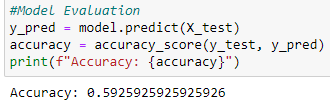 #Model Evaluation
y_pred = model.predict(X_test)
accuracy = accuracy_score(y_test, y_pred)
print(f"Accuracy: {accuracy}")
Accuracy: 0.5925925925925926